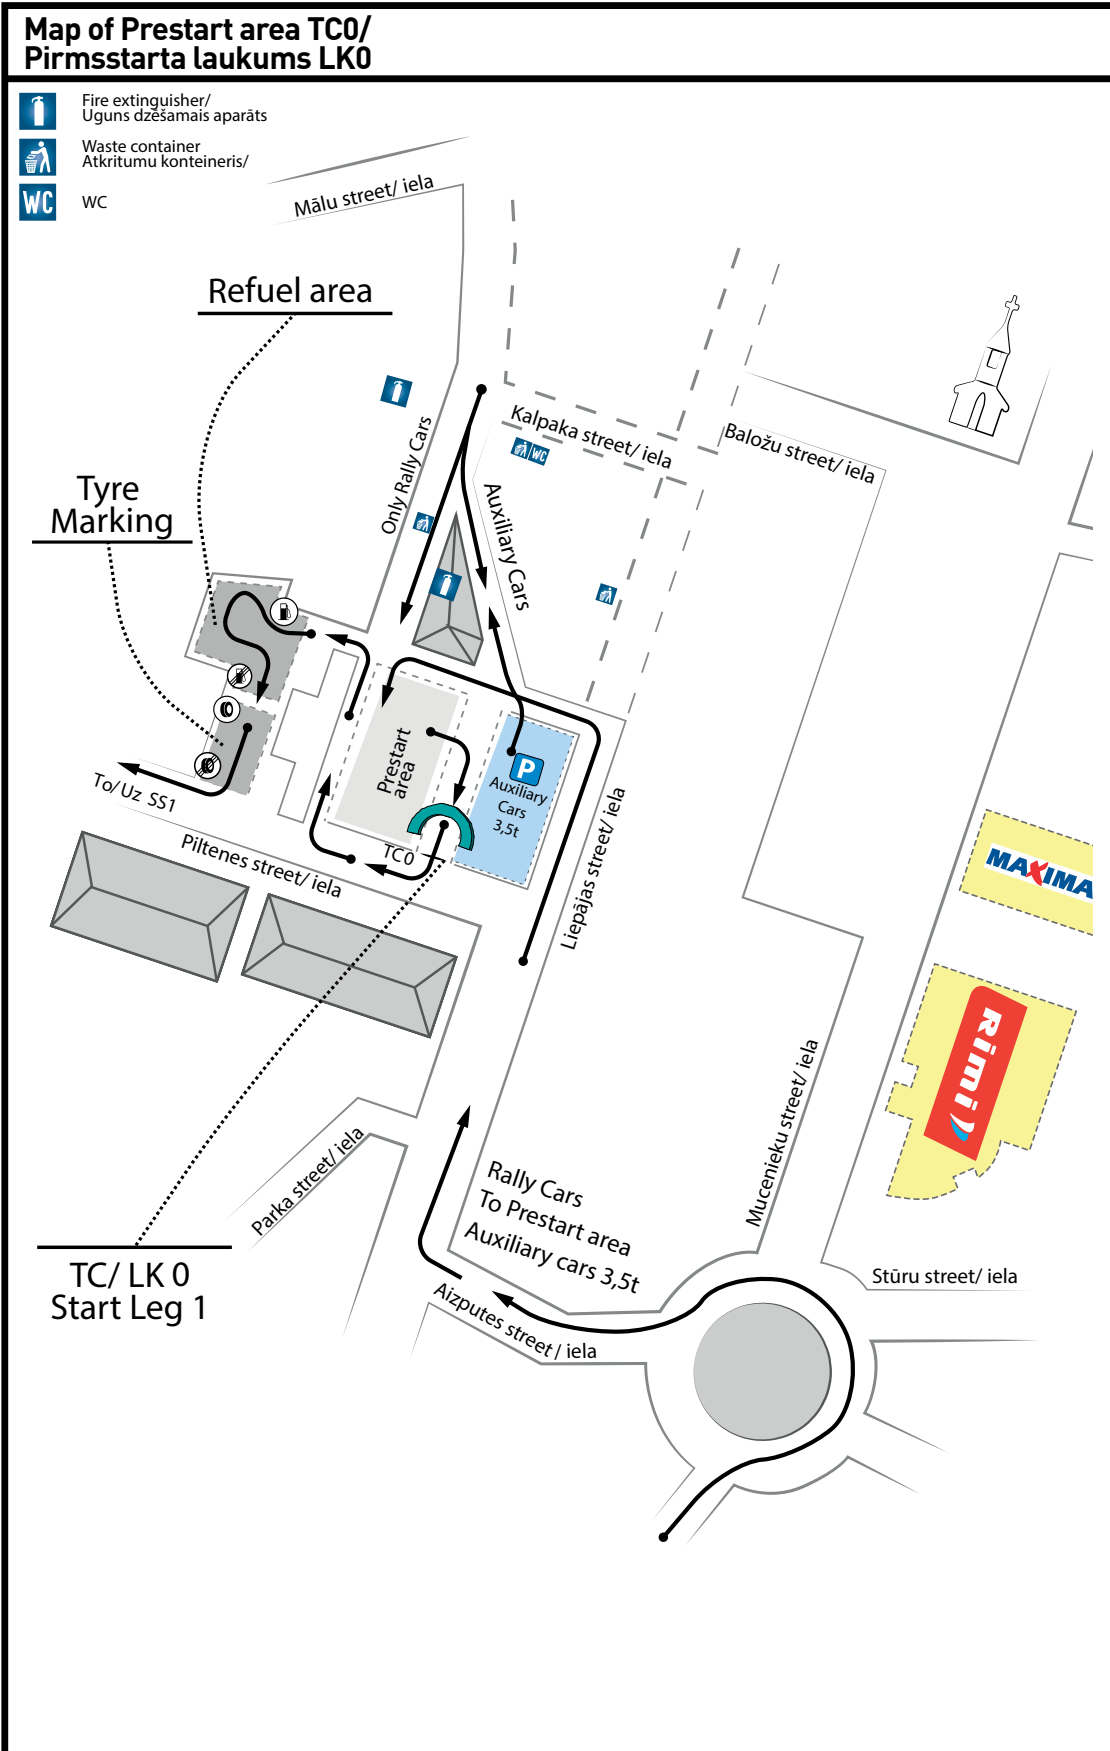 Map of Prestart area TC0/
Pirmsstarta laukums LK0
Fire extinguisher/
Uguns dzēšamais aparāts
Waste container
Atkritumu konteineris/
WC
WC
Mālu street/ iela
Refuel area
Only Rally Cars
Kalpaka street/ iela
WC
Baložu street/ iela
Auxiliary Cars
Tyre
Marking
Prestart
area
P
Auxiliary
Cars
3,5t
To/ Uz SS1
TC0
Piltenes street/ iela
Liepājas street/ iela
MAXIMA
Rimi
Mucenieku street/ iela
Parka street/ iela
Rally Cars
To Prestart area
Auxiliary cars 3,5t
TC/ LK 0
Start Leg 1
Aizputes street / iela
Stūru street/ iela